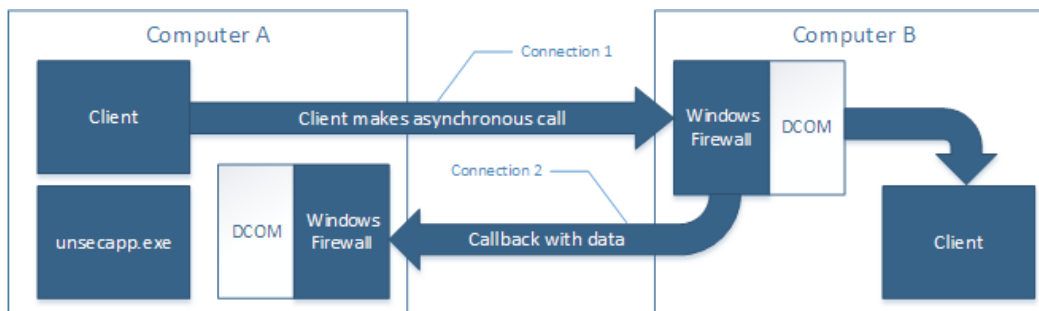 Computer A
Computer B
Connection 1
Client
Client makes asynchronous call
Windows
Firewall
DCOM
Connection 2
unsecapp.exe
DCOM
Windows
Firewall
Callback with data
Client